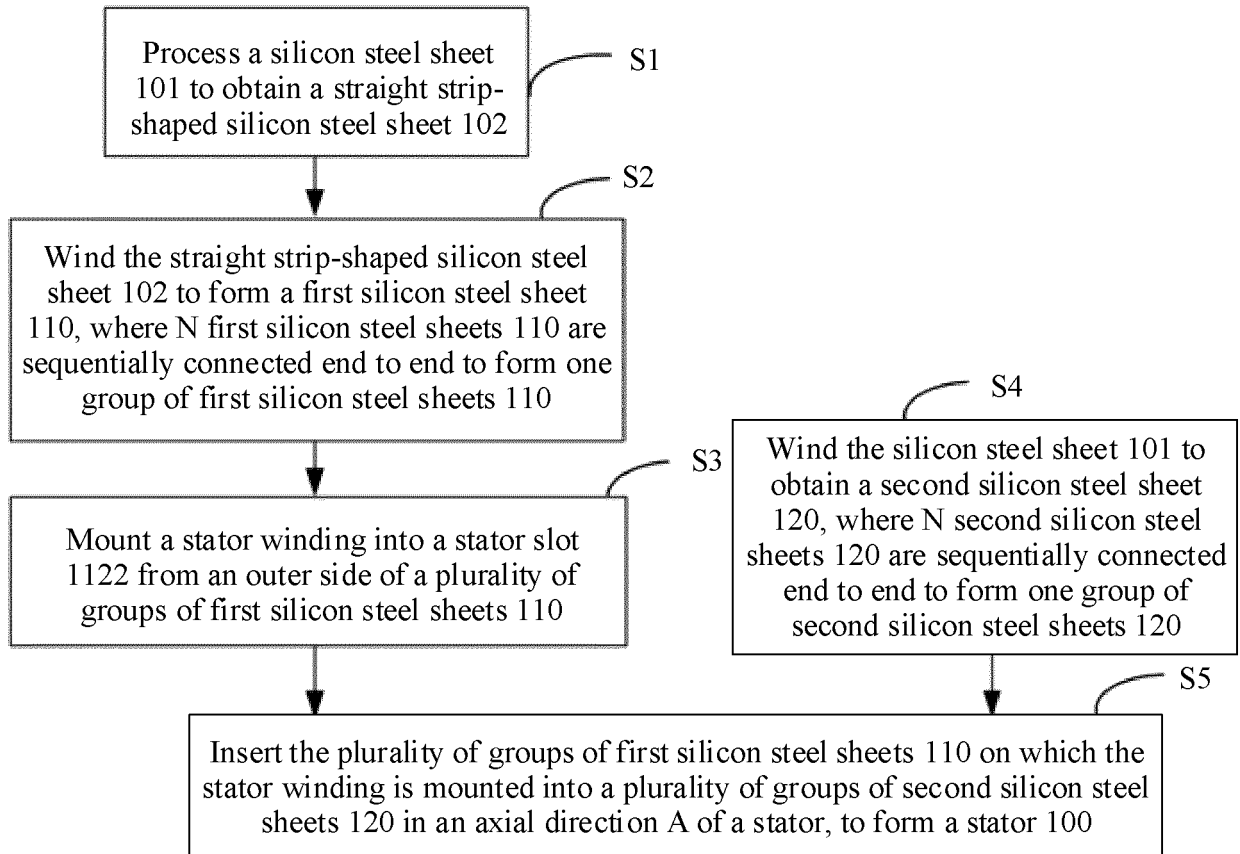 Process a silicon steel sheet
101 to obtain a straight strip-
shaped silicon steel sheet 102
S1
S2
Wind the straight strip-shaped silicon steel
sheet 102 to form a first silicon steel sheet
110, where N first silicon steel sheets 110 are
sequentially connected end to end to form one
group of first silicon steel sheets 110
S3
Mount a stator winding into a stator slot
1122 from an outer side of a plurality of
groups of first silicon steel sheets 110
S4
Wind the silicon steel sheet 101 to
obtain a second silicon steel sheet
120, where N second silicon steel
sheets 120 are sequentially connected
end to end to form one group of
second silicon steel sheets 120
S5
Insert the plurality of groups of first silicon steel sheets 110 on which the
stator winding is mounted into a plurality of groups of second silicon steel
sheets 120 in an axial direction A of a stator, to form a stator 100